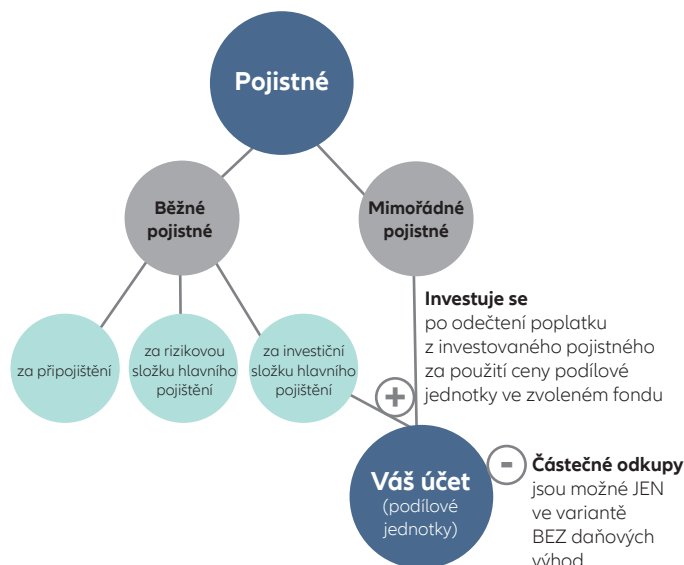 Pojistné
Běžné
pojistné
Mimořádné
pojistné
Investuje se
po odečtení poplatku
z investovaného pojistného
za použití ceny podílové
jednotky ve zvoleném fondu
za připojištění
za rizikovou
složku hlavního
pojištění
za investiční
složku hlavního
pojištění
+
Váš účet
(podílové
jednotky)
-
Částečné odkupy
jsou možné JEN
ve variantě
BEZ daňových
výhod